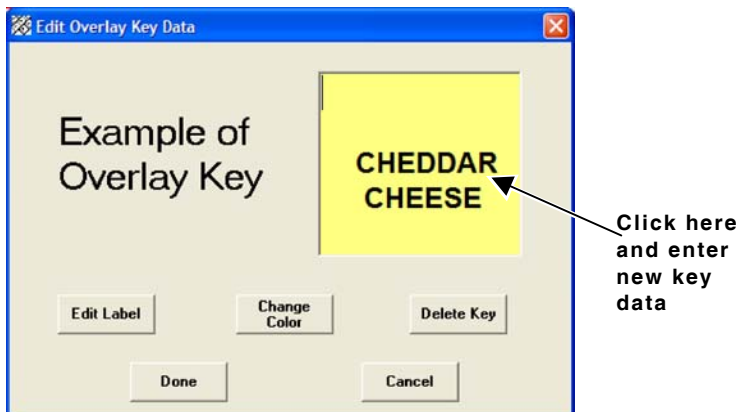 Edit Overlay Key Data
Example of
Overlay Key
CHEDDAR
CHEESE
Click here
and enter
new key
data
Edit Label
Change
Color
Delete Key
Done
Cancel